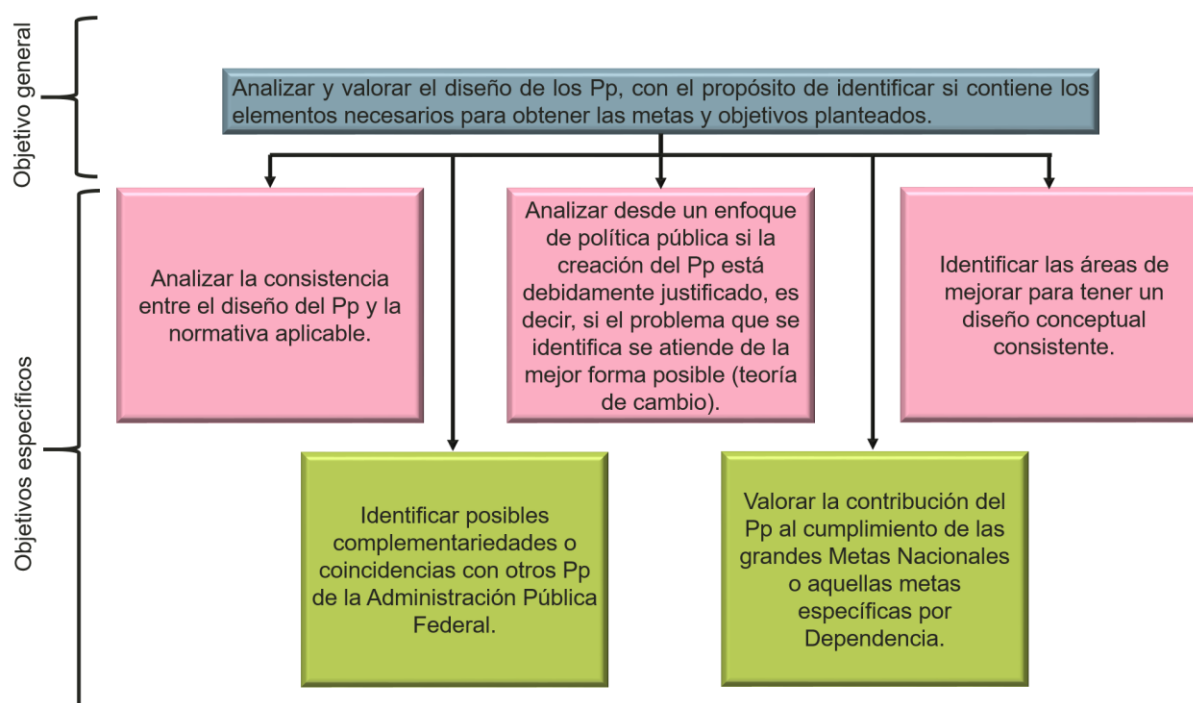 Objetivo general
Analizar y valorar el diseño de los Pp, con el propósito de identificar si contiene los
elementos necesarios para obtener las metas y objetivos planteados.
Objetivos específicos
Analizar la consistencia
entre el diseño del Pp y la
normativa aplicable.
Analizar desde un enfoque
de política pública si la
creación del Pp está
debidamente justificado, es
decir, si el problema que se
identifica se atiende de la
mejor forma posible (teoría
de cambio).
Identificar las áreas de
mejorar para tener un
diseño conceptual
consistente.
Identificar posibles
complementariedades o
coincidencias con otros Pp
de la Administración Pública
Federal.
Valorar la contribución del
Pp al cumplimiento de las
grandes Metas Nacionales
o aquellas metas
específicas por
Dependencia.